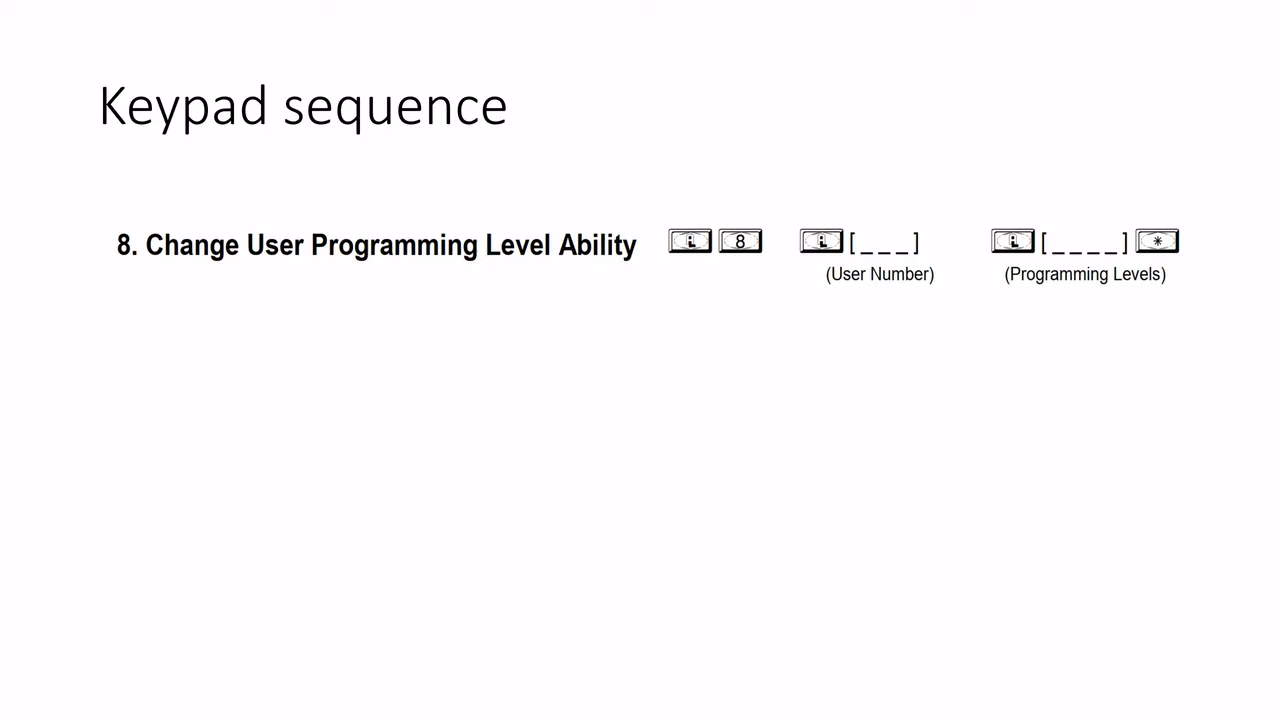 Keypad sequence
8. Change User Programming Level Ability 8 [ _ _ _ ] [ _ _ _ _ ] *
(User Number) (Programming Levels)